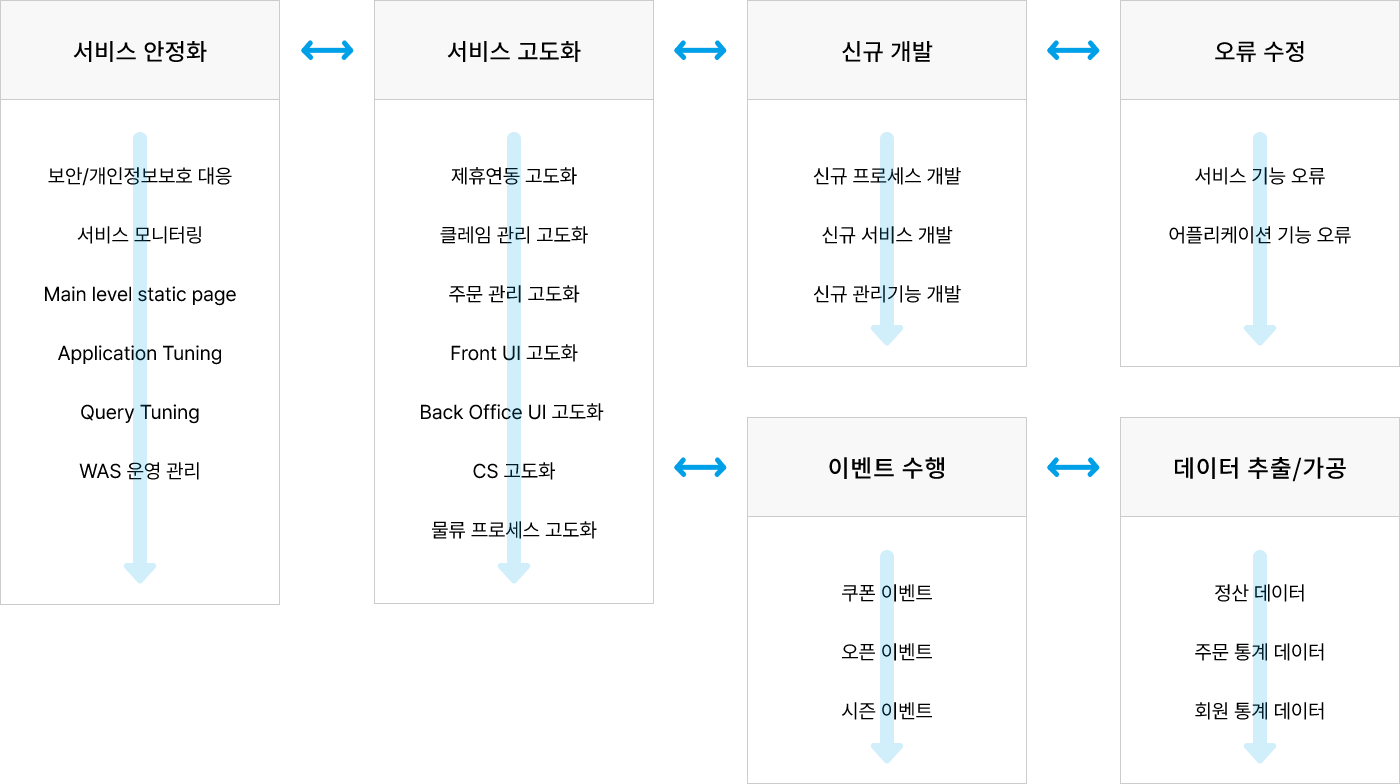 서비스 안정화
보안/개인정보보호 대응
서비스 모니터링
Main level static page
Application Tuning
Query Tuning
WAS 운영 관리
서비스 고도화
제휴연동 고도화
클레임 관리 고도화
주문 관리 고도화
Front UI 고도화
Back Office UI 고도화
CS 고도화
물류 프로세스 고도화
신규 개발
신규 프로세스 개발
신규 서비스 개발
신규 관리기능 개발
오류 수정
서비스 기능 오류
어플리케이션 기능 오류
이벤트 수행
쿠폰 이벤트
오픈 이벤트
시즌 이벤트
데이터 추출/가공
정산 데이터
주문 통계 데이터
회원 통계 데이터